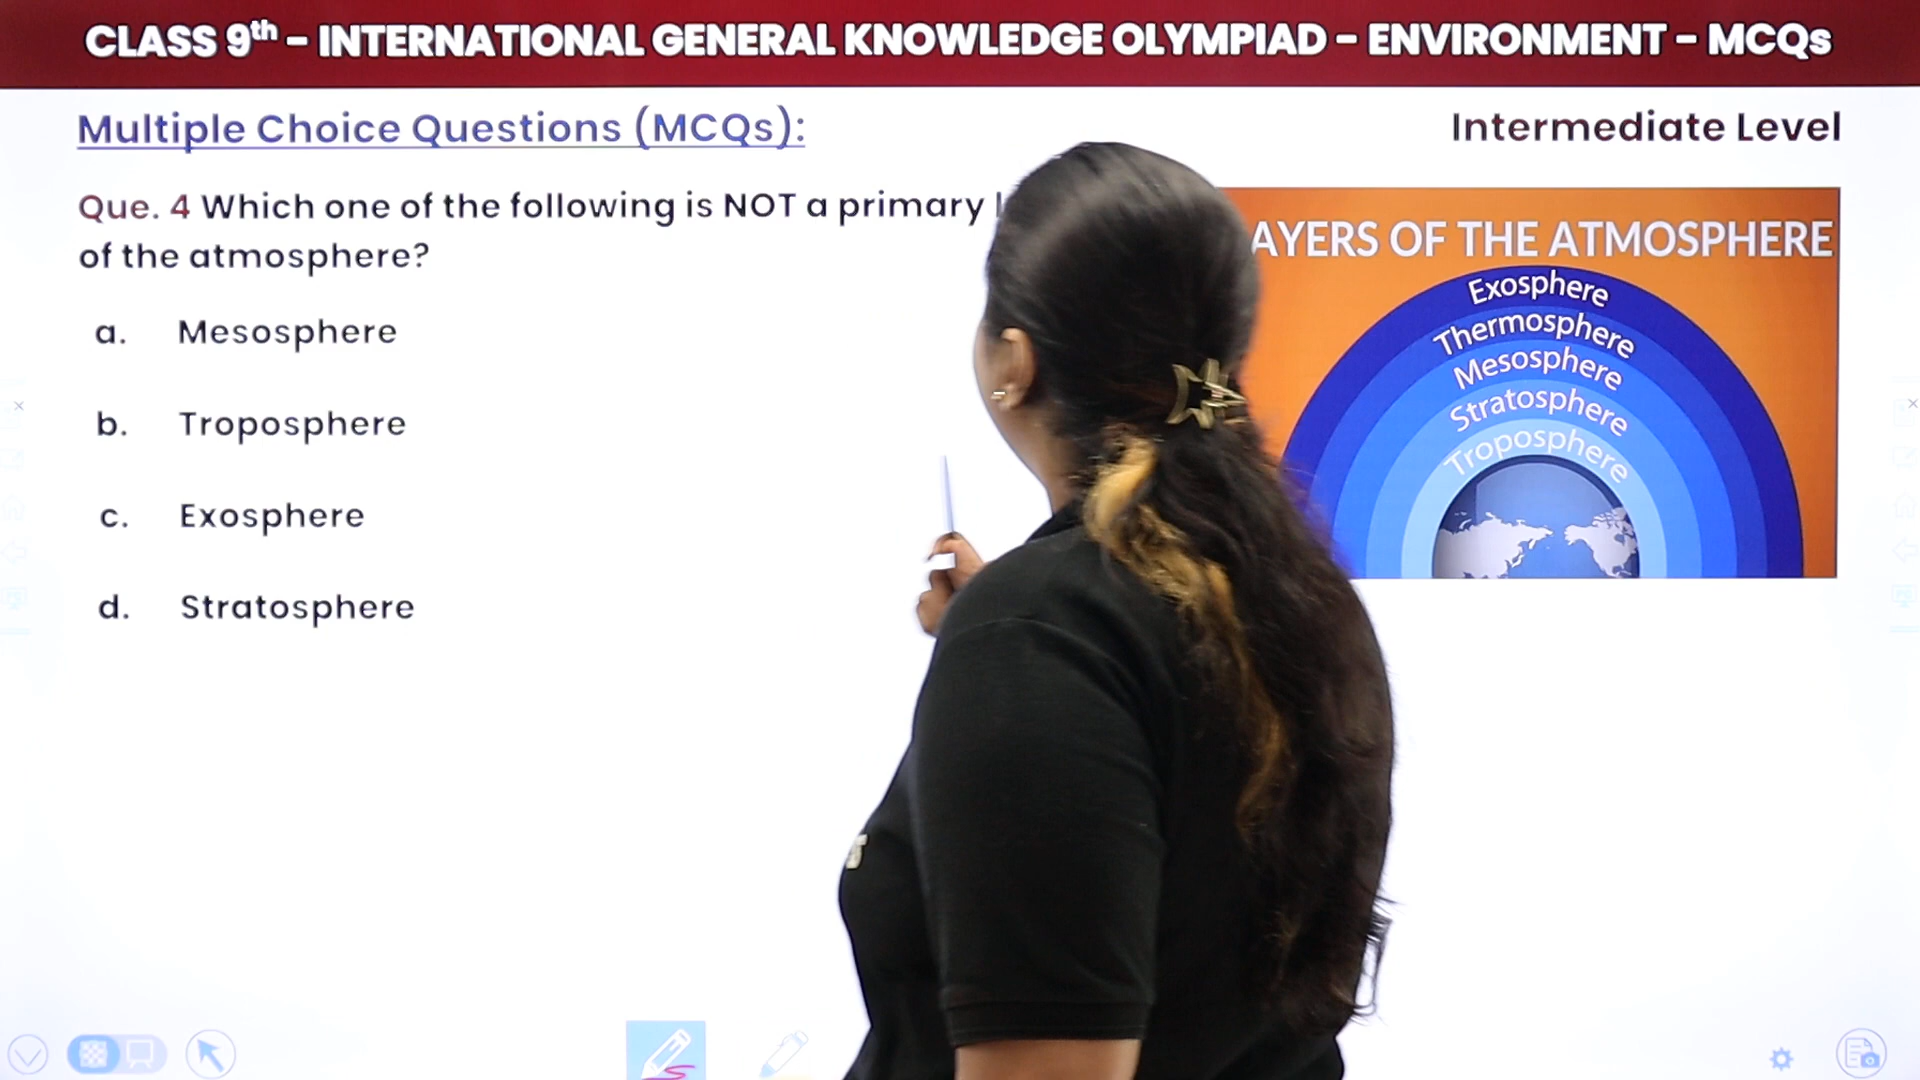 CLASS 9th - INTERNATIONAL GENERAL KNOWLEDGE OLYMPIAD - ENVIRONMENT - MCQs
Multiple Choice Questions (MCQs):
Intermediate Level
Que. 4 Which one of the following is NOT a primary
of the atmosphere?
a. Mesosphere
b. Troposphere
c. Exosphere
d. Stratosphere
AYERS OF THE ATMOSPHERE
Exosphere
Thermosphere
Mesosphere
Stratosphere
Troposphere